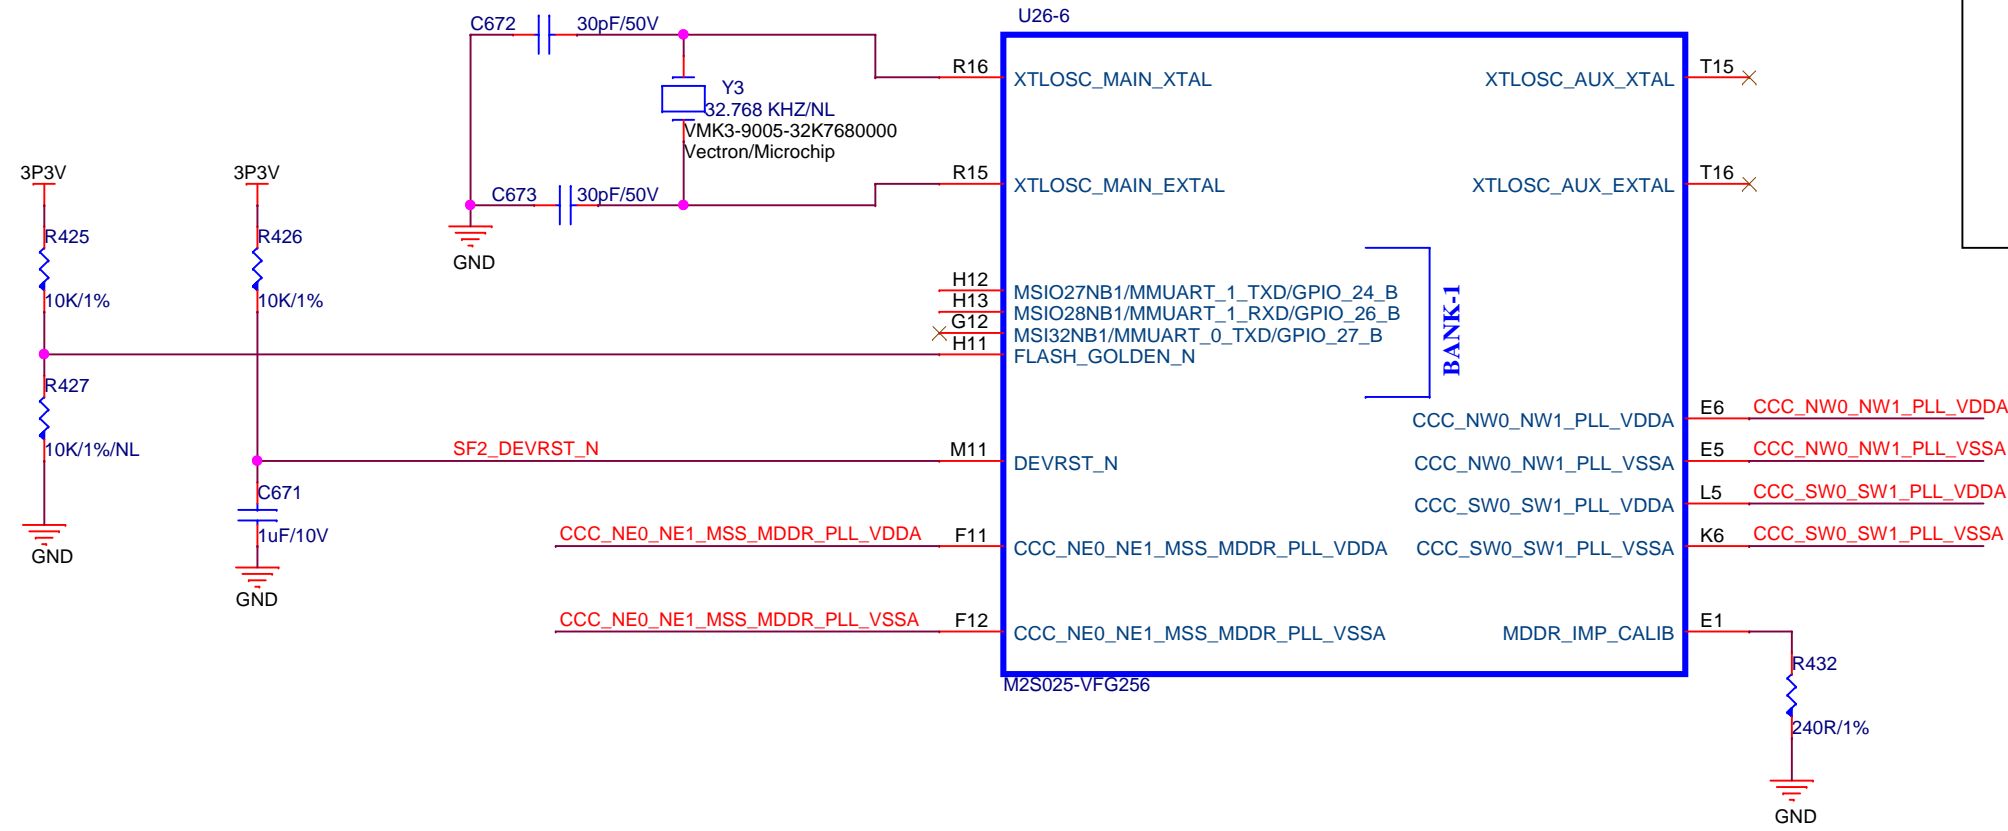 U26-6
C672 30pF/50V
R16 XTLOSC_MAIN_XTAL
XTLOSC_AUX_XTAL T15
Y3
32.768 KHZ/NL
VMK3-9005-32K7680000
Vectron/Microchip
3P3V
3P3V
R15 XTLOSC_MAIN_EXTAL
XTLOSC_AUX_EXTAL T16
C673 30pF/50V
R425
R426
GND
10K/1%
10K/1%
H12 MSIO27NB1/MMUART_1_TXD/GPIO_24_B
H13 MSIO28NB1/MMUART_1_RXD/GPIO_26_B
G12 MSI32NB1/MMUART_0_TXD/GPIO_27_B
H11 FLASH_GOLDEN_N
BANK-1
R427
10K/1%/NL
SF2_DEVRST_N M11 DEVRST_N
CCC_NW0_NW1_PLL_VDDA E6 CCC_NW0_NW1_PLL_VDDA
CCC_NW0_NW1_PLL_VSSA E5 CCC_NW0_NW1_PLL_VSSA
C671
1uF/10V
CCC_SW0_SW1_PLL_VDDA L5 CCC_SW0_SW1_PLL_VDDA
CCC_SW0_SW1_PLL_VSSA K6 CCC_SW0_SW1_PLL_VSSA
GND
CCC_NE0_NE1_MSS_MDDR_PLL_VDDA F11 CCC_NE0_NE1_MSS_MDDR_PLL_VDDA
GND
CCC_NE0_NE1_MSS_MDDR_PLL_VSSA F12 CCC_NE0_NE1_MSS_MDDR_PLL_VSSA
MDDR_IMP_CALIB E1
M2S025-VFG256
R432
240R/1%
GND